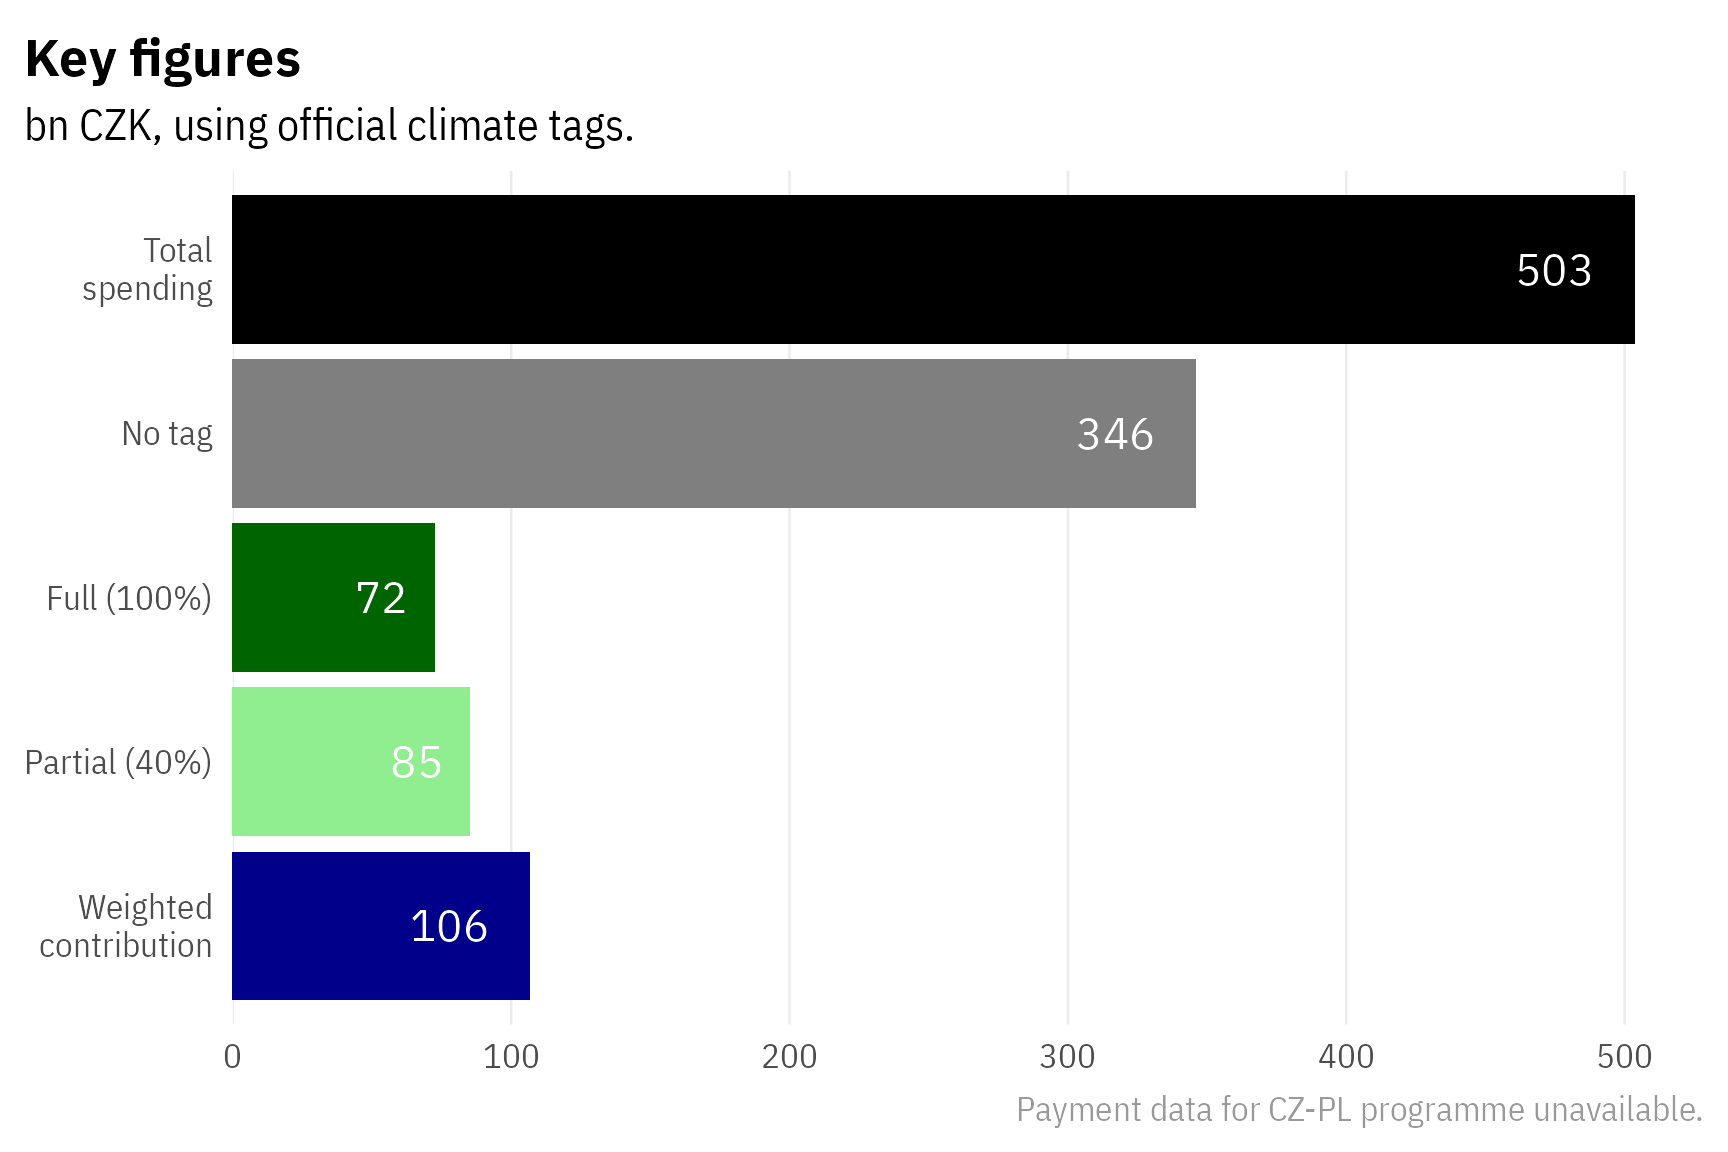 Key figures
bn CZK, using official climate tags.
Total
spending
503
No tag
346
Full (100%)
72
Partial (40%)
85
Weighted
contribution
106
0 100 200 300 400 500
Payment data for CZ-PL programme unavailable.